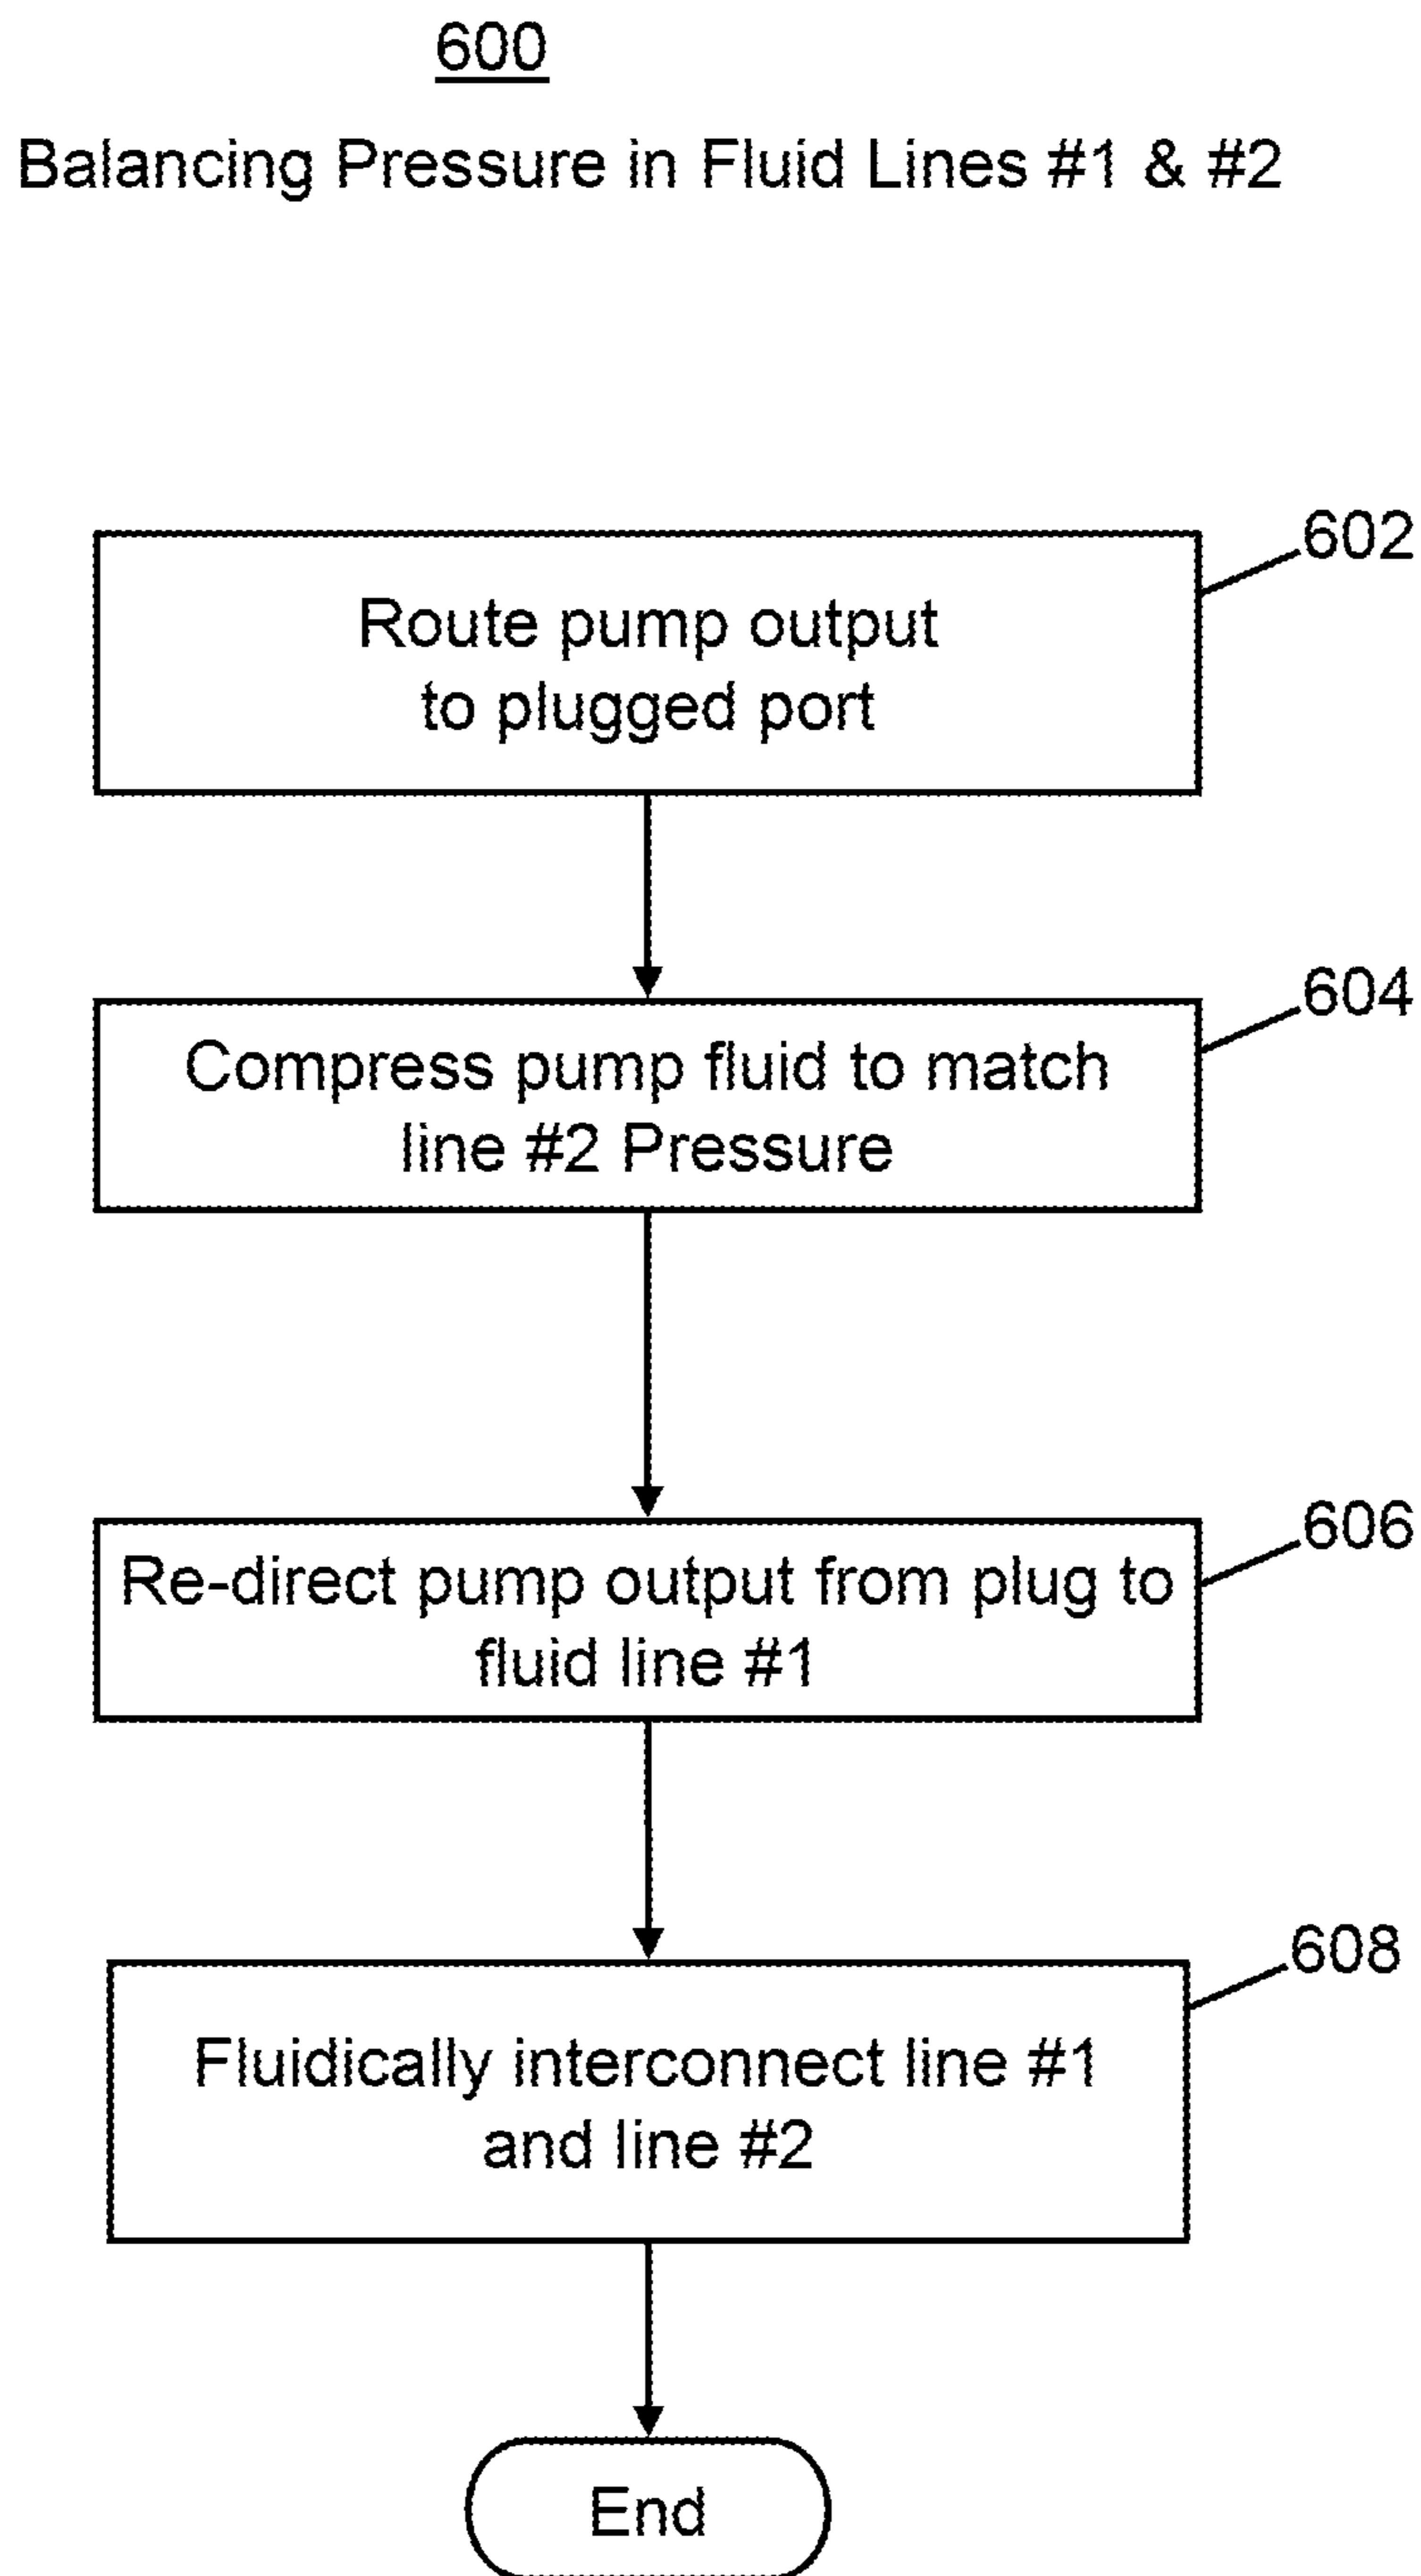 600
Balancing Pressure in Fluid Lines #1 & #2
602
Route pump output
to plugged port
604
Compress pump fluid to match
line #2 Pressure
606
Re-direct pump output from plug to
fluid line #1
608
Fluidically interconnect line #1
and line #2
End